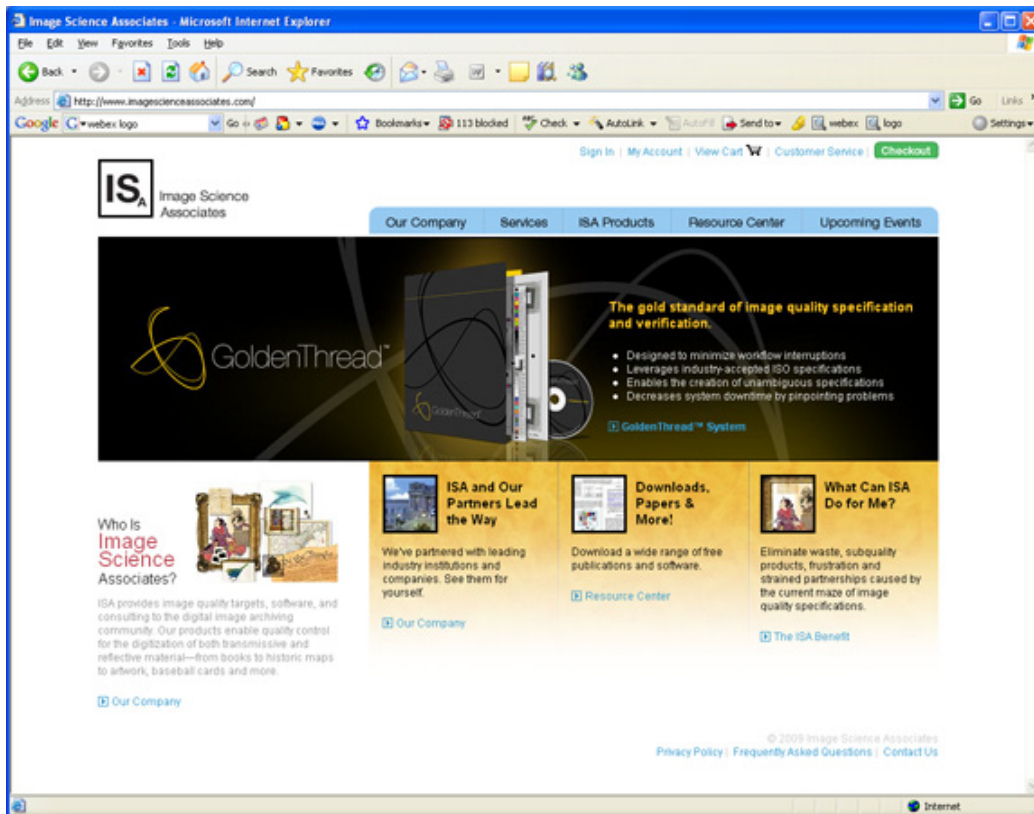 Image Science Associates - Microsoft Internet Explorer
File Edit View Favorites Tools Help
Back Search Favorites
Address http://www.imagescienceassociates.com/ Go Links
Google webex logo Go Bookmarks 113 blocked Check AutoLink AutoFill Send to webex logo Settings
Sign In | My Account | View Cart | Customer Service | Checkout
ISA Image Science
Associates
Our Company Services ISA Products Resource Center Upcoming Events
GoldenThread™
GoldenThread
The gold standard of image quality specification
and verification.
• Designed to minimize workflow interruptions
• Leverages industry-accepted ISO specifications
• Enables the creation of unambiguous specifications
• Decreases system downtime by pinpointing problems
GoldenThread™ System
Who Is
Image
Science
Associates?
ISA provides image quality targets, software, and
consulting to the digital image archiving
community. Our products enable quality control
for the digitization of both transmissive and
reflective material—from books to historic maps
to artwork, baseball cards and more.
Our Company
ISA and Our
Partners Lead
the Way
We've partnered with leading
industry institutions and
companies. See them for
yourself.
Our Company
Downloads,
Papers &
More!
Download a wide range of free
publications and software.
Resource Center
What Can ISA
Do for Me?
Eliminate waste, subquality
products, frustration and
strained partnerships caused by
the current maze of image
quality specifications.
The ISA Benefit
© 2009 Image Science Associates
Privacy Policy | Frequently Asked Questions | Contact Us
Internet